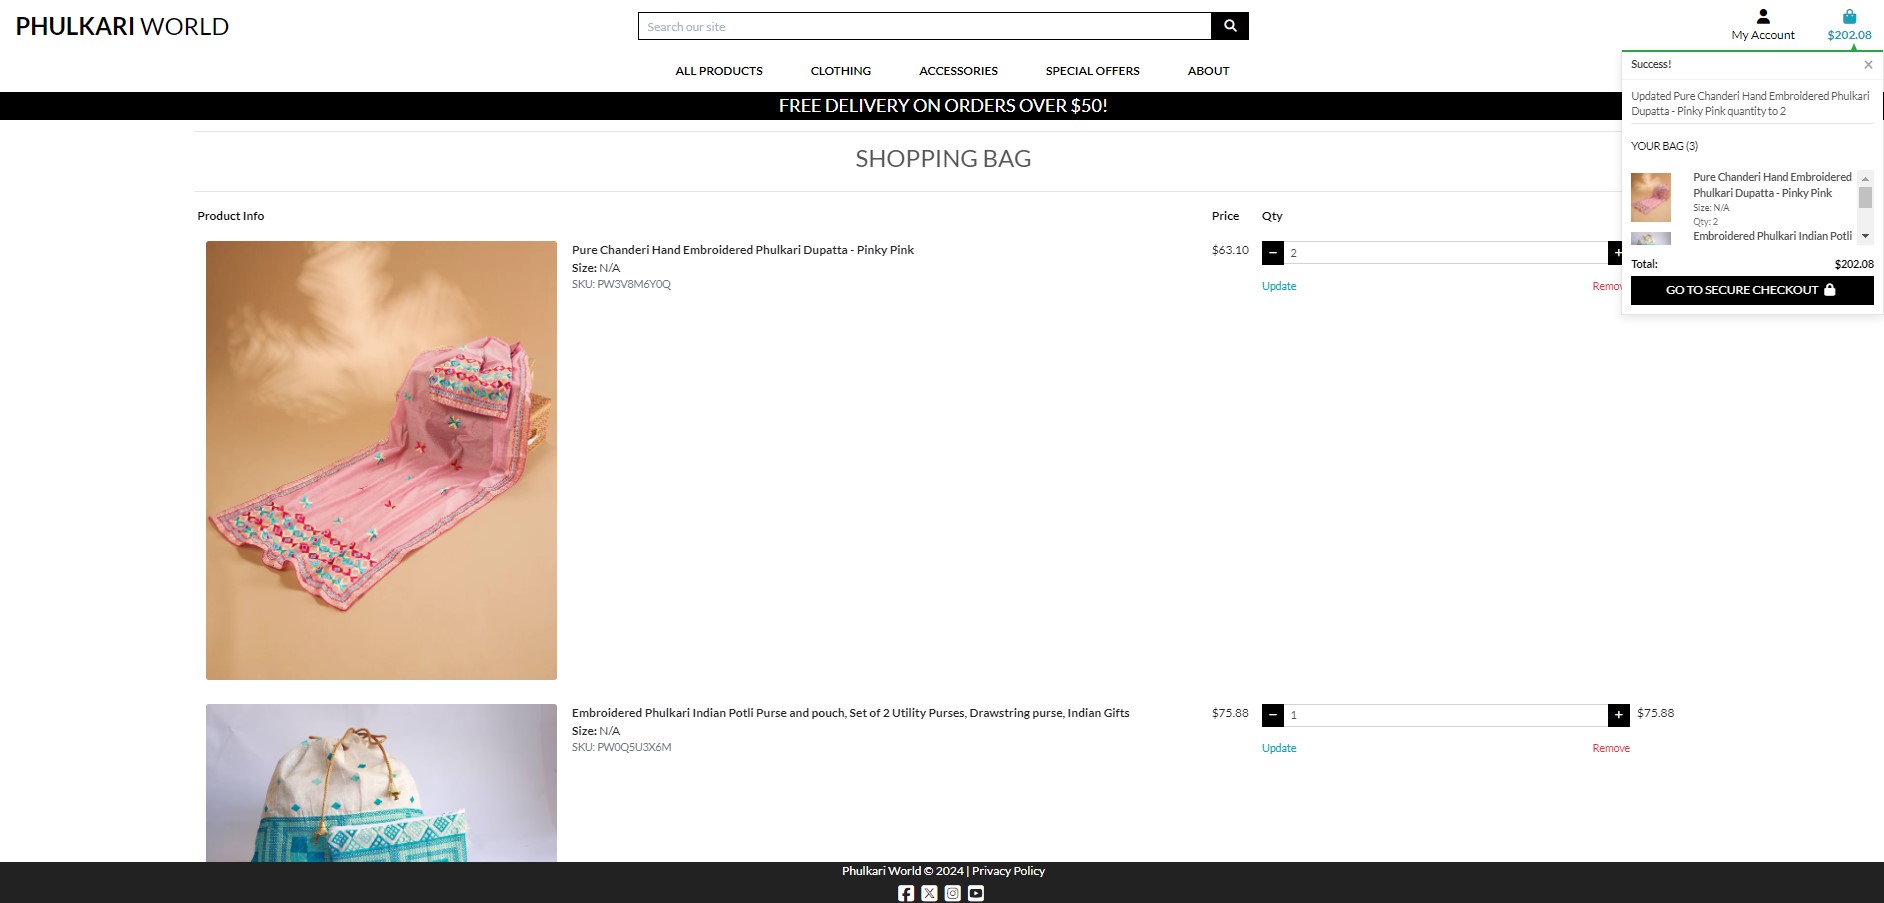 PHULKARI WORLD
Search our site
My Account
$202.08
ALL PRODUCTS
CLOTHING
ACCESSORIES
SPECIAL OFFERS
ABOUT
FREE DELIVERY ON ORDERS OVER $50!
Success!
×
Updated Pure Chanderi Hand Embroidered Phulkari
Dupatta - Pinky Pink quantity to 2
YOUR BAG (3)
Pure Chanderi Hand Embroidered
Phulkari Dupatta - Pinky Pink
Size: N/A
Qty: 2
Embroidered Phulkari Indian Potli
Total:
$202.08
GO TO SECURE CHECKOUT
SHOPPING BAG
Product Info
Price
Qty
Pure Chanderi Hand Embroidered Phulkari Dupatta - Pinky Pink
Size: N/A
SKU: PW3V8M6Y0Q
$63.10
− 2 +
Update
Remov
Embroidered Phulkari Indian Potli Purse and pouch, Set of 2 Utility Purses, Drawstring purse, Indian Gifts
Size: N/A
SKU: PW0Q5U3X6M
$75.88
− 1 +
$75.88
Update
Remove
Phulkari World © 2024 | Privacy Policy